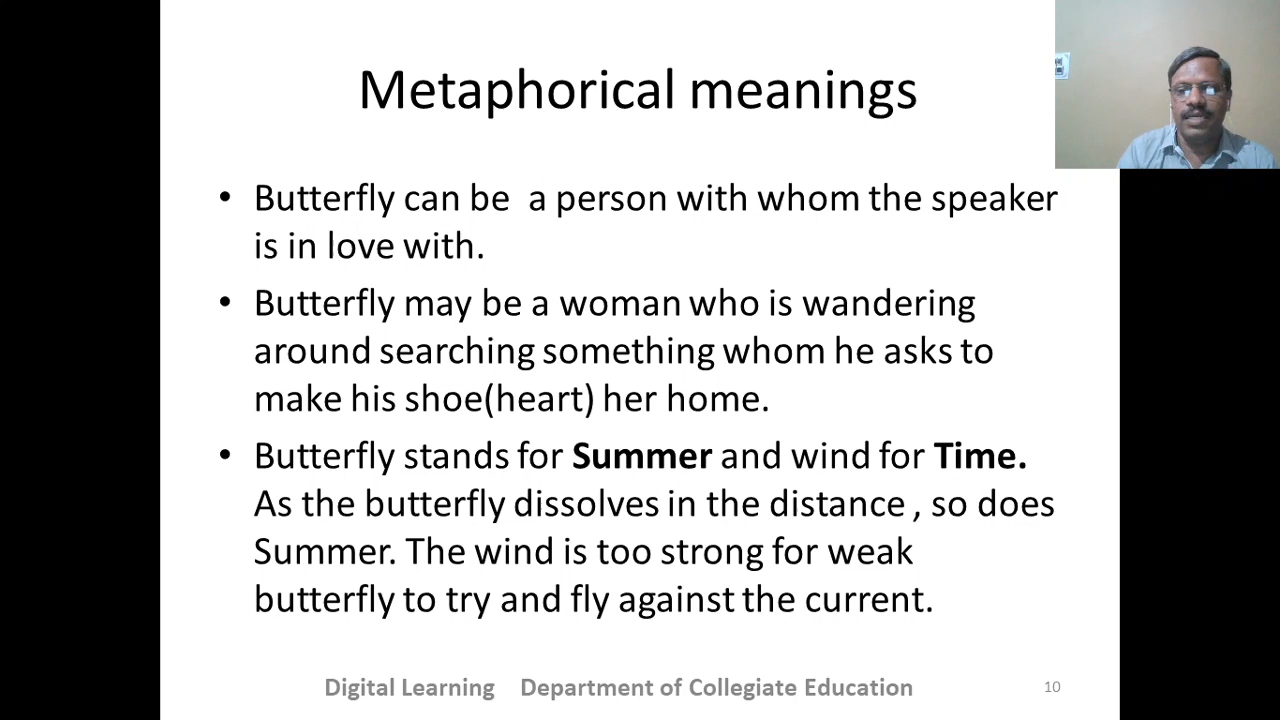 Metaphorical meanings
• Butterfly can be a person with whom the speaker
is in love with.
• Butterfly may be a woman who is wandering
around searching something whom he asks to
make his shoe(heart) her home.
• Butterfly stands for Summer and wind for Time.
As the butterfly dissolves in the distance , so does
Summer. The wind is too strong for weak
butterfly to try and fly against the current.
Digital Learning Department of Collegiate Education 10